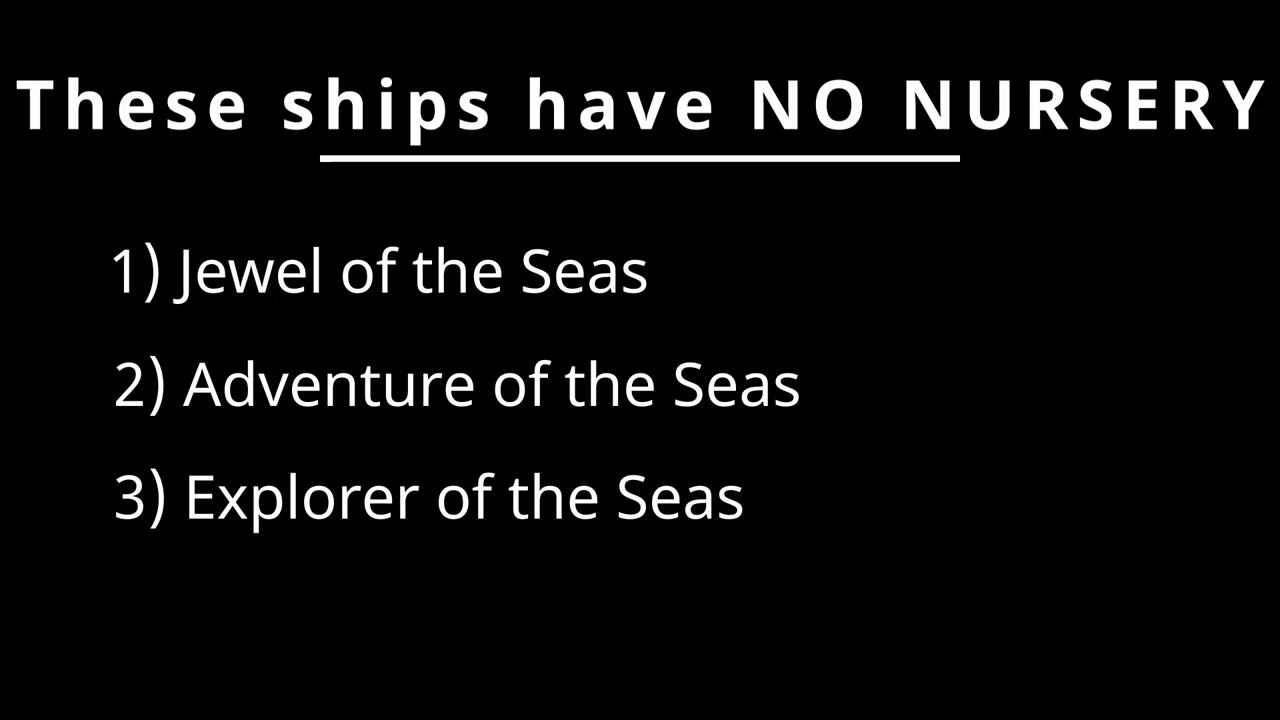 These ships have NO NURSERY
1) Jewel of the Seas
2) Adventure of the Seas
3) Explorer of the Seas